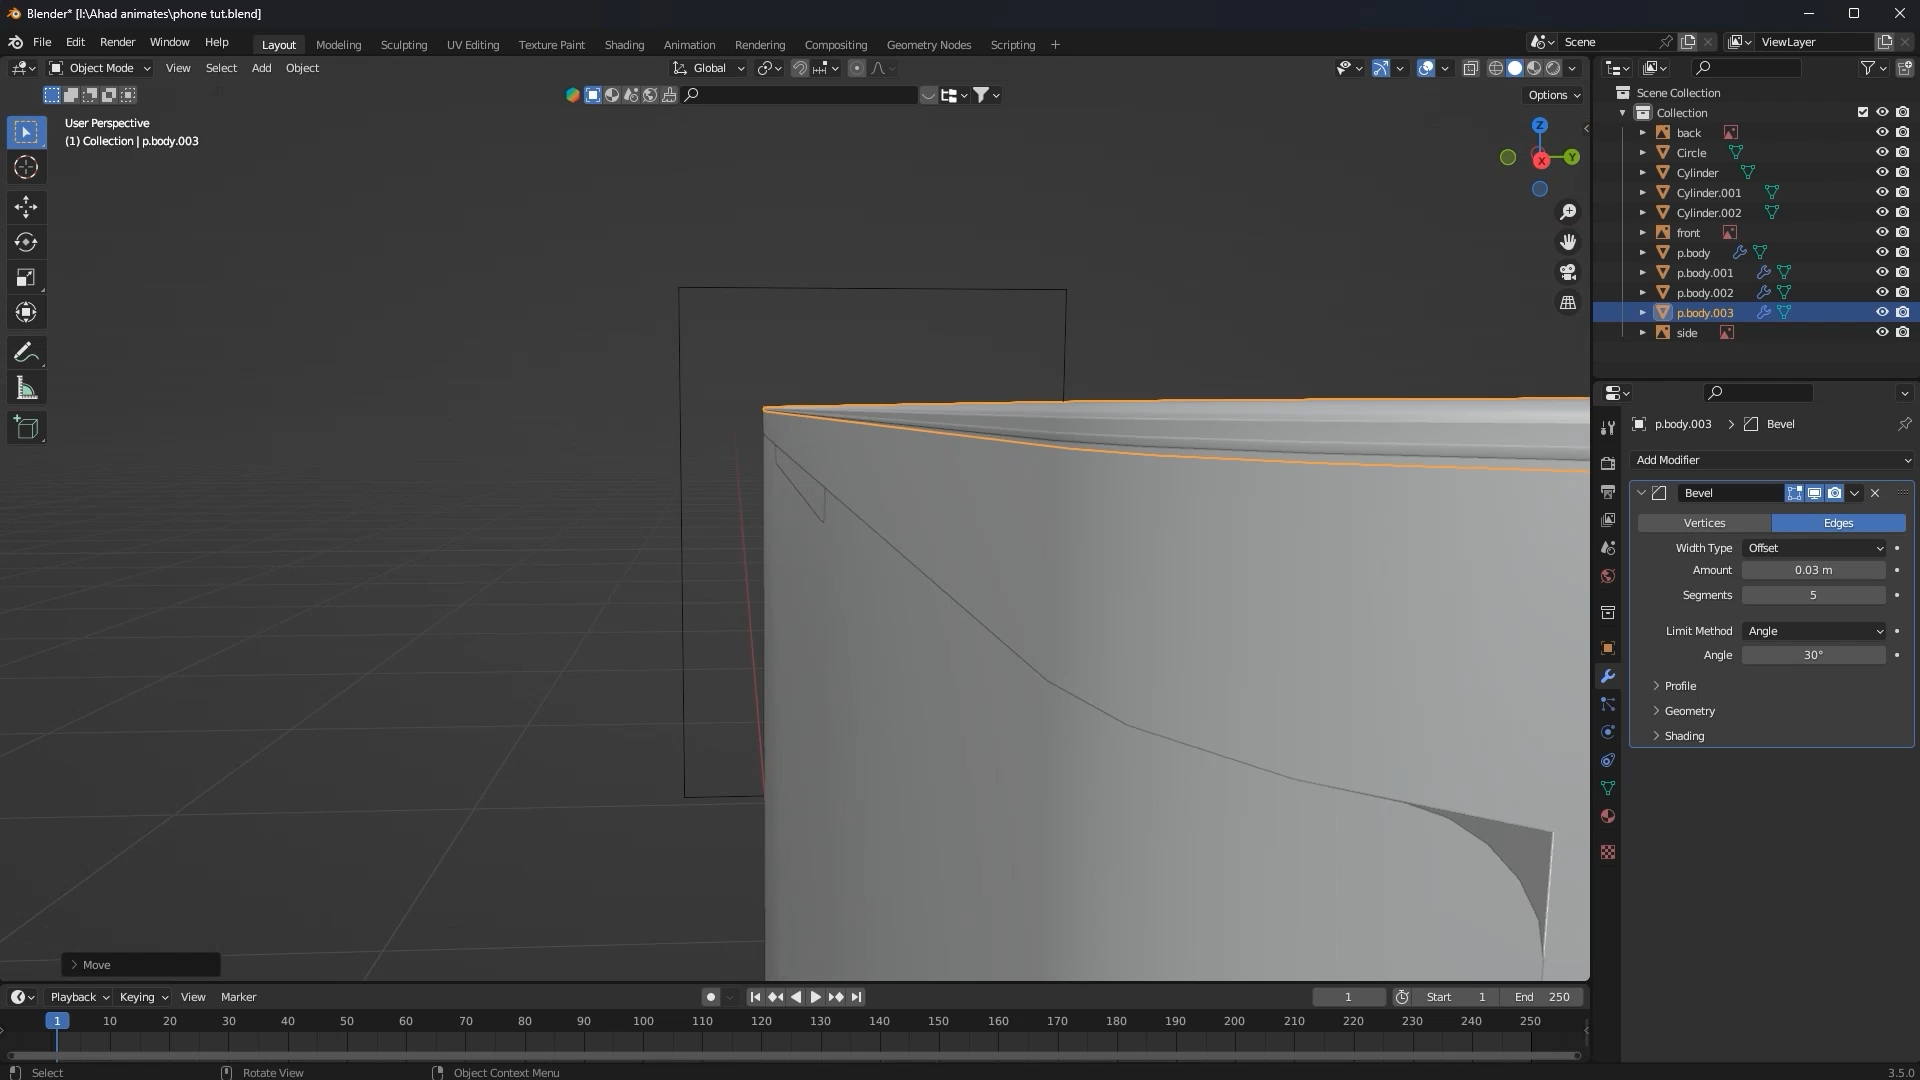 Blender* [I:\Ahad animates\phone tut.blend]
File Edit Render Window Help
Layout Modeling Sculpting UV Editing Texture Paint Shading Animation Rendering Compositing Geometry Nodes Scripting +
Scene
ViewLayer
Object Mode View Select Add Object
Global
Options
User Perspective
(1) Collection | p.body.003
Z
Y
X
Scene Collection
Collection
back
Circle
Cylinder
Cylinder.001
Cylinder.002
front
p.body
p.body.001
p.body.002
p.body.003
side
p.body.003 > Bevel
Add Modifier
Bevel
Vertices Edges
Width Type Offset
Amount 0.03 m
Segments 5
Limit Method Angle
Angle 30°
Profile
Geometry
Shading
Move
Playback Keying View Marker
1
Start 1
End 250
1 10 20 30 40 50 60 70 80 90 100 110 120 130 140 150 160 170 180 190 200 210 220 230 240 250
Select
Rotate View
Object Context Menu
3.5.0